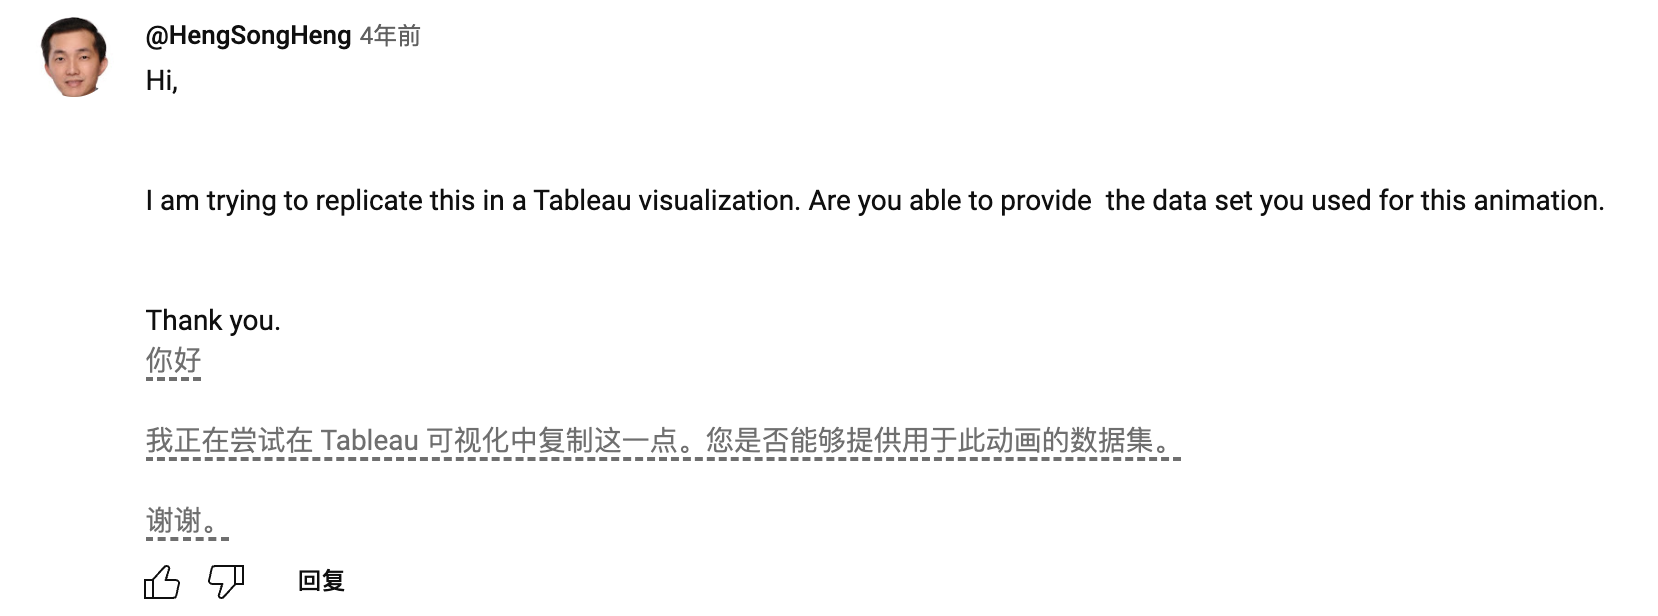 @HengSongHeng 4年前
Hi,
I am trying to replicate this in a Tableau visualization. Are you able to provide  the data set you used for this animation.
Thank you.
你好
我正在尝试在 Tableau 可视化中复制这一点。您是否能够提供用于此动画的数据集。
谢谢。
回复